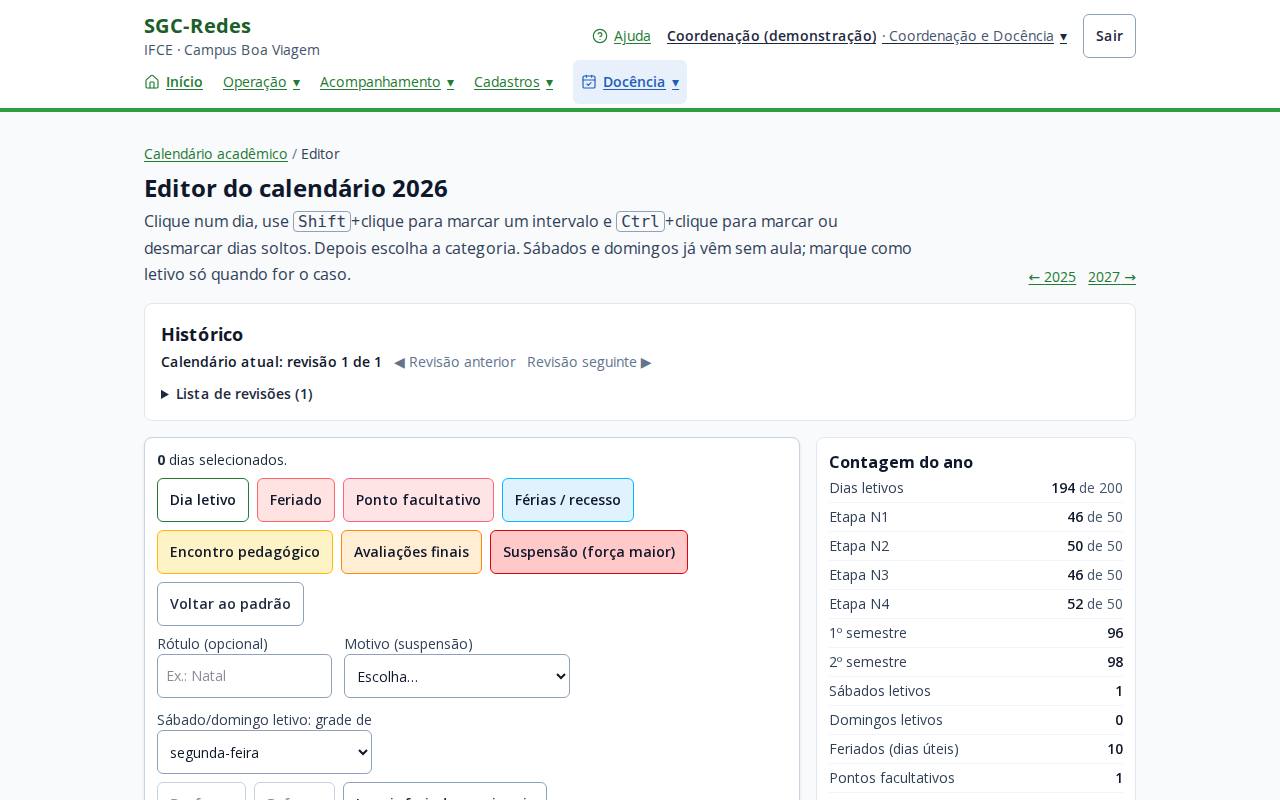 SGC-Redes
IFCE · Campus Boa Viagem
Ajuda Coordenação (demonstração) · Coordenação e Docência ▾ Sair
Início Operação ▾ Acompanhamento ▾ Cadastros ▾ Docência ▾
Calendário acadêmico / Editor
Editor do calendário 2026
Clique num dia, use Shift+clique para marcar um intervalo e Ctrl+clique para marcar ou
desmarcar dias soltos. Depois escolha a categoria. Sábados e domingos já vêm sem aula; marque como
letivo só quando for o caso.
← 2025 2027 →
Histórico
Calendário atual: revisão 1 de 1 ◀ Revisão anterior Revisão seguinte ▶
▶ Lista de revisões (1)
0 dias selecionados.
Dia letivo Feriado Ponto facultativo Férias / recesso
Encontro pedagógico Avaliações finais Suspensão (força maior)
Voltar ao padrão
Rótulo (opcional) Motivo (suspensão)
Ex.: Natal Escolha…
Sábado/domingo letivo: grade de
segunda-feira
Contagem do ano
Dias letivos 194 de 200
Etapa N1 46 de 50
Etapa N2 50 de 50
Etapa N3 46 de 50
Etapa N4 52 de 50
1º semestre 96
2º semestre 98
Sábados letivos 1
Domingos letivos 0
Feriados (dias úteis) 10
Pontos facultativos 1